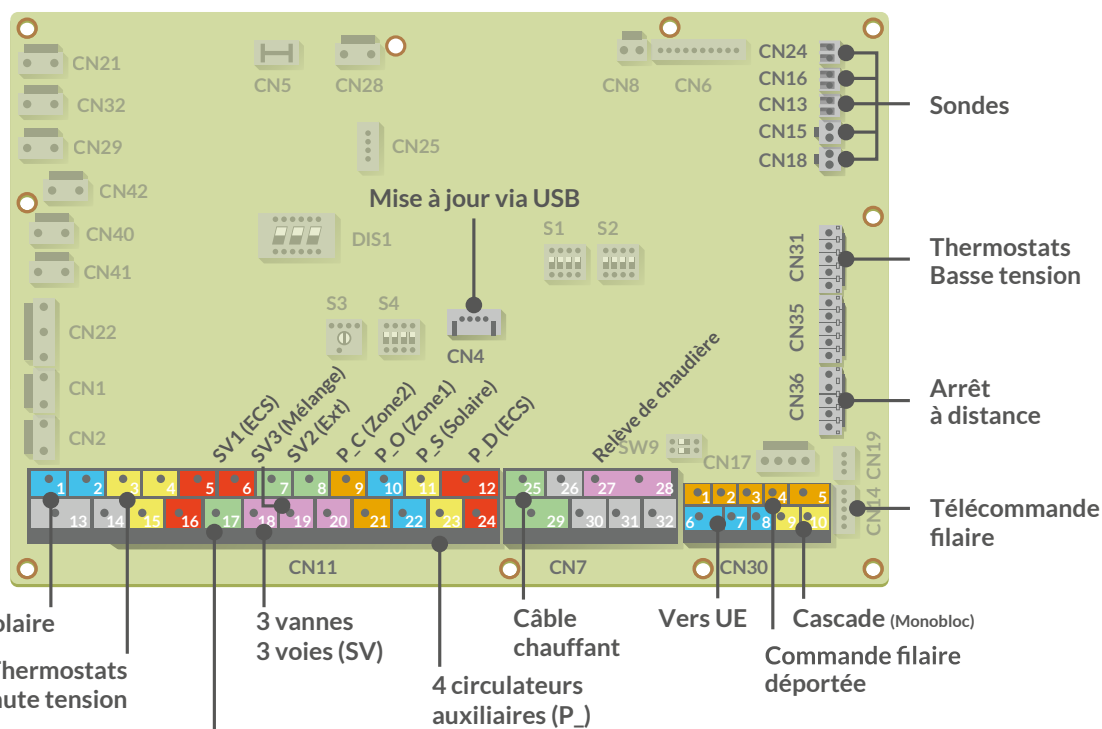 CN21
CN5
CN28
CN8
CN6
CN24
CN16
CN13
CN15
CN18
Sondes
CN32
CN29
CN25
CN42
Mise à jour via USB
CN40
DIS1
S1
S2
CN41
CN31
Thermostats
Basse tension
CN22
S3
S4
CN4
CN35
CN1
CN36
Arrêt
à distance
CN2
SV1 (ECS)
SV3 (Mélange)
SV2 (Ext)
P_C (Zone2)
P_O (Zone1)
P_S (Solaire)
P_D (ECS)
Relève de chaudière
SW9
CN17
CN19
1 2 3 4 5 6 7 8 9 10 11 12
25 26 27 28
1 2 3 4 5
13 14 15 16 17 18 19 20 21 22 23 24
29 30 31 32
6 7 8 9 10
CN14
Télécommande
filaire
CN11
CN7
CN30
olaire
Thermostats
aute tension
3 vannes
3 voies (SV)
4 circulateurs
auxiliaires (P_)
Câble
chauffant
Vers UE
Cascade (Monobloc)
Commande filaire
déportée